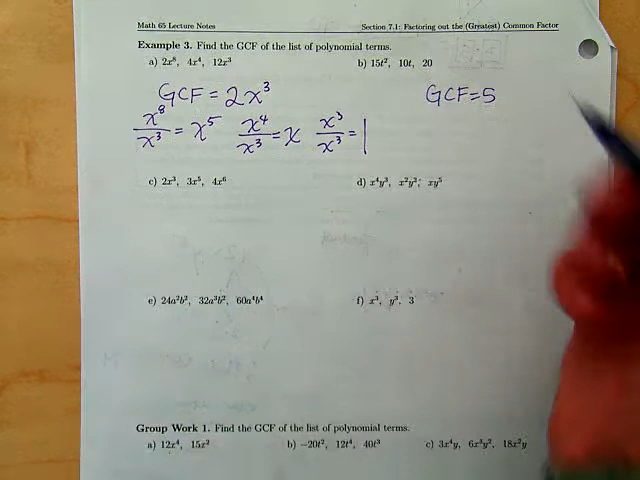 Math 65 Lecture Notes Section 7.1: Factoring out the (Greatest) Common Factor
Example 3. Find the GCF of the list of polynomial terms.
a) 2x⁸, 4x⁴, 12x³ b) 15t², 10t, 20
GCF = 2x³ GCF=5
x⁸/x³ = x⁵ x⁴/x³ = x x³/x³ = 1
c) 2x³, 3x⁵, 4x⁶ d) x⁴y³, x²y², xy⁵
e) 24a²b², 32a³b², 60a⁴b⁴ f) x³, y³, 3
Group Work 1. Find the GCF of the list of polynomial terms.
a) 12x⁴, 15x² b) −20t², 12t⁴, 40t³ c) 3x⁴y, 6x³y², 18x²y